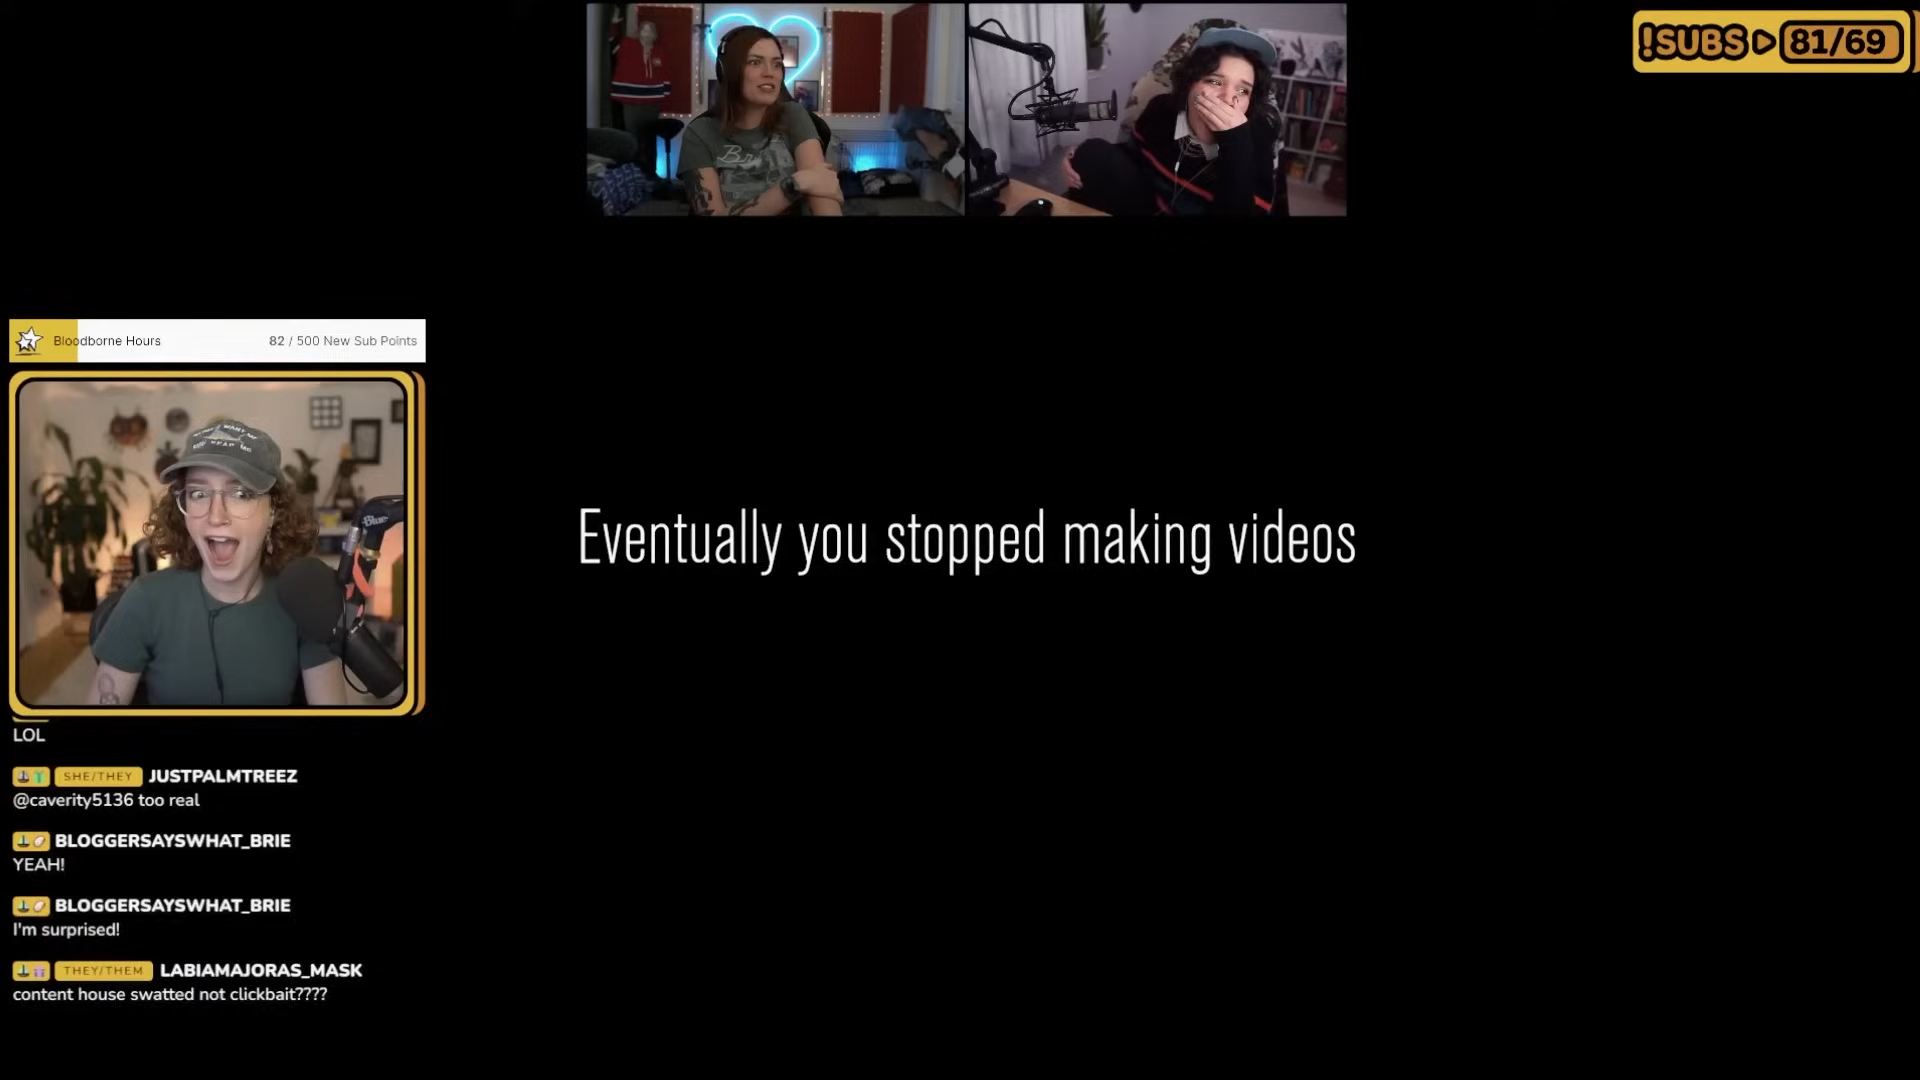 !SUBS 81/69
Bloodborne Hours 82 / 500 New Sub Points
Blue
Eventually you stopped making videos
LOL
SHE/THEY JUSTPALMTREEZ
@caverity5136 too real
BLOGGERSAYSWHAT_BRIE
YEAH!
BLOGGERSAYSWHAT_BRIE
I'm surprised!
THEY/THEM LABIAMAJORAS_MASK
content house swatted not clickbait????